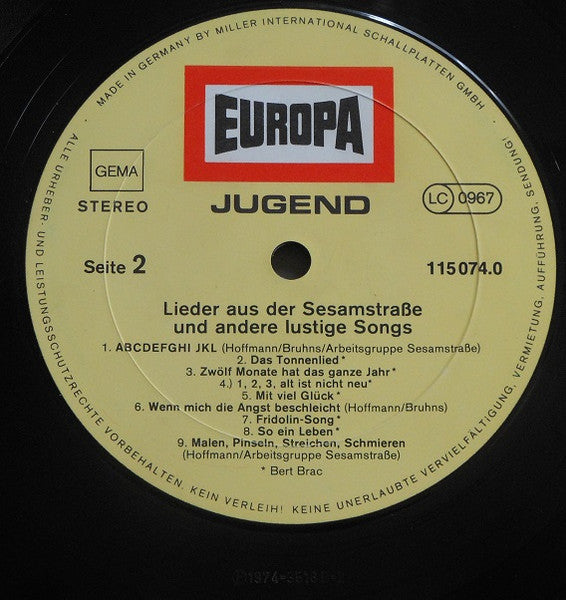 MADE IN GERMANY BY MILLER INTERNATIONAL SCHALLPLATTEN GMBH ·
EUROPA
GEMA
STEREO
JUGEND
LC 0967
Seite 2
115 074.0
Lieder aus der Sesamstraße
und andere lustige Songs
1. ABCDEFGHI JKL (Hoffmann/Bruhns/Arbeitsgruppe Sesamstraße)
2. Das Tonnenlied*
3. Zwölf Monate hat das ganze Jahr*
4.) 1, 2, 3, alt ist nicht neu*
5. Mit viel Glück*
6. Wenn mich die Angst beschleicht (Hoffmann/Bruhns)
7. Fridolin-Song*
8. So ein Leben*
9. Malen, Pinseln, Streichen, Schmieren
(Hoffmann/Arbeitsgruppe Sesamstraße)
* Bert Brac
ALLE URHEBER- UND LEISTUNGSSCHUTZRECHTE VORBEHALTEN. KEIN VERLEIH! KEINE UNERLAUBTE VERVIELFÄLTIGUNG, VERMIETUNG, AUFFÜHRUNG, SENDUNG!